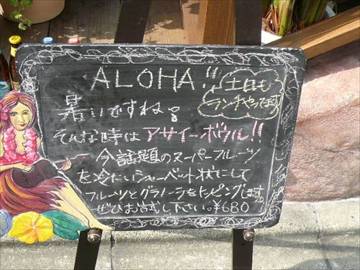 ALOHA!!
土日も
ランチやってます
暑いですね。
そんな時はアサイーボウル!!
今話題のスーパーフルーツ
を冷たいシャーベット状にして
フルーツとグラノーラをトッピングします
ぜひお試し下さい。¥680